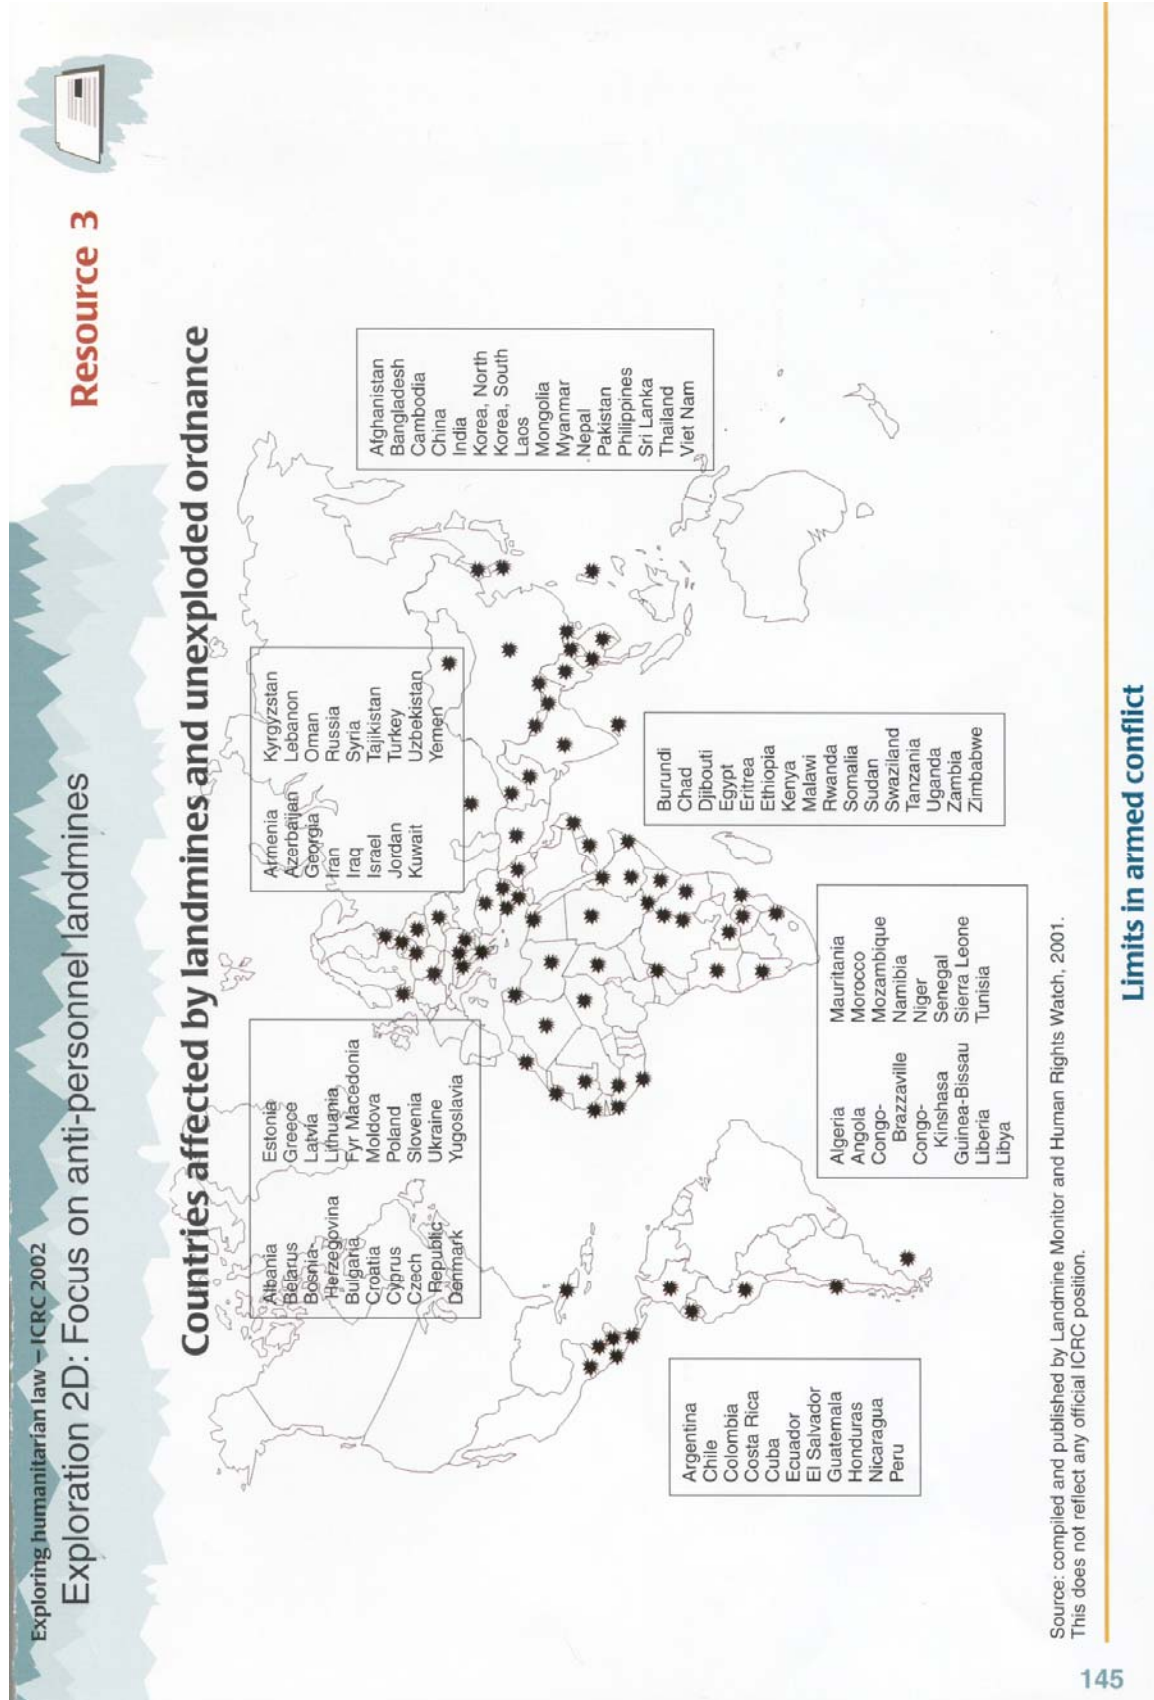 Exploring humanitarian law – ICRC 2002
Exploration 2D: Focus on anti-personnel landmines
Resource 3
Countries affected by landmines and unexploded ordnance
Albania
Belarus
Bosnia-
Herzegovina
Bulgaria
Croatia
Cyprus
Czech
Republic
Denmark
Estonia
Greece
Latvia
Lithuania
Fyr Macedonia
Moldova
Poland
Slovenia
Ukraine
Yugoslavia
Armenia
Azerbaijan
Georgia
Iran
Iraq
Israel
Jordan
Kuwait
Kyrgyzstan
Lebanon
Oman
Russia
Syria
Tajikistan
Turkey
Uzbekistan
Yemen
Afghanistan
Bangladesh
Cambodia
China
India
Korea, North
Korea, South
Laos
Mongolia
Myanmar
Nepal
Pakistan
Philippines
Sri Lanka
Thailand
Viet Nam
Argentina
Chile
Colombia
Costa Rica
Cuba
Ecuador
El Salvador
Guatemala
Honduras
Nicaragua
Peru
Algeria
Angola
Congo-
Brazzaville
Congo-
Kinshasa
Guinea-Bissau
Liberia
Libya
Mauritania
Morocco
Mozambique
Namibia
Niger
Senegal
Sierra Leone
Tunisia
Burundi
Chad
Djibouti
Egypt
Eritrea
Ethiopia
Kenya
Malawi
Rwanda
Somalia
Sudan
Swaziland
Tanzania
Uganda
Zambia
Zimbabwe
Source: compiled and published by Landmine Monitor and Human Rights Watch, 2001.
This does not reflect any official ICRC position.
145
Limits in armed conflict